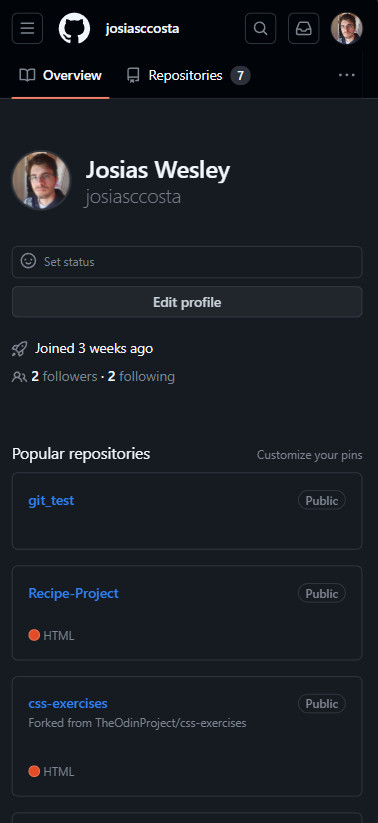 josiasccosta
Overview Repositories 7 ...
Josias Wesley
josiasccosta
Set status
Edit profile
Joined 3 weeks ago
2 followers · 2 following
Popular repositories Customize your pins
git_test Public
Recipe-Project Public
HTML
css-exercises Public
Forked from TheOdinProject/css-exercises
HTML